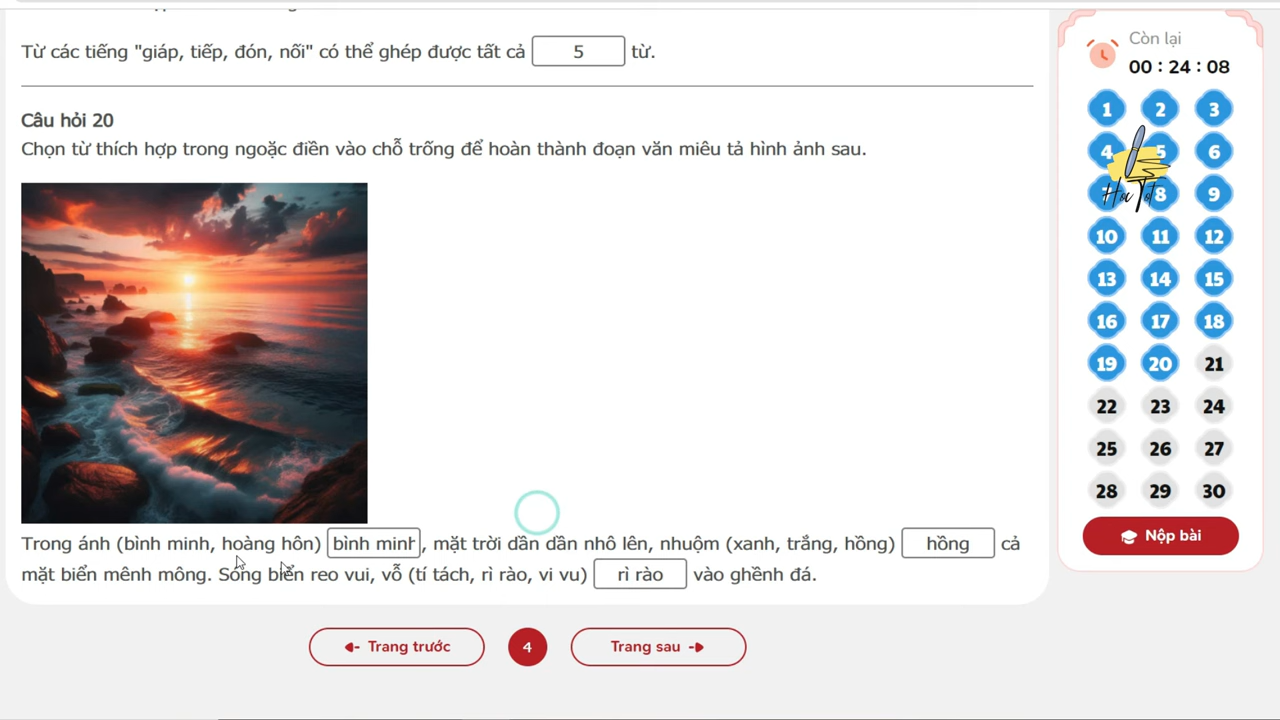 Từ các tiếng "giáp, tiếp, đón, nối" có thể ghép được tất cả 5 từ.
Câu hỏi 20
Chọn từ thích hợp trong ngoặc điền vào chỗ trống để hoàn thành đoạn văn miêu tả hình ảnh sau.
Trong ánh (bình minh, hoàng hôn) bình minh, mặt trời dần dần nhô lên, nhuộm (xanh, trắng, hồng) hồng cả
mặt biển mênh mông. Sóng biển reo vui, vỗ (tí tách, rì rào, vi vu) rì rào vào ghềnh đá.
Trang trước 4 Trang sau
Còn lại
00 : 24 : 08
1 2 3
4 5 6
7 8 9
Học Tốt
10 11 12
13 14 15
16 17 18
19 20 21
22 23 24
25 26 27
28 29 30
Nộp bài